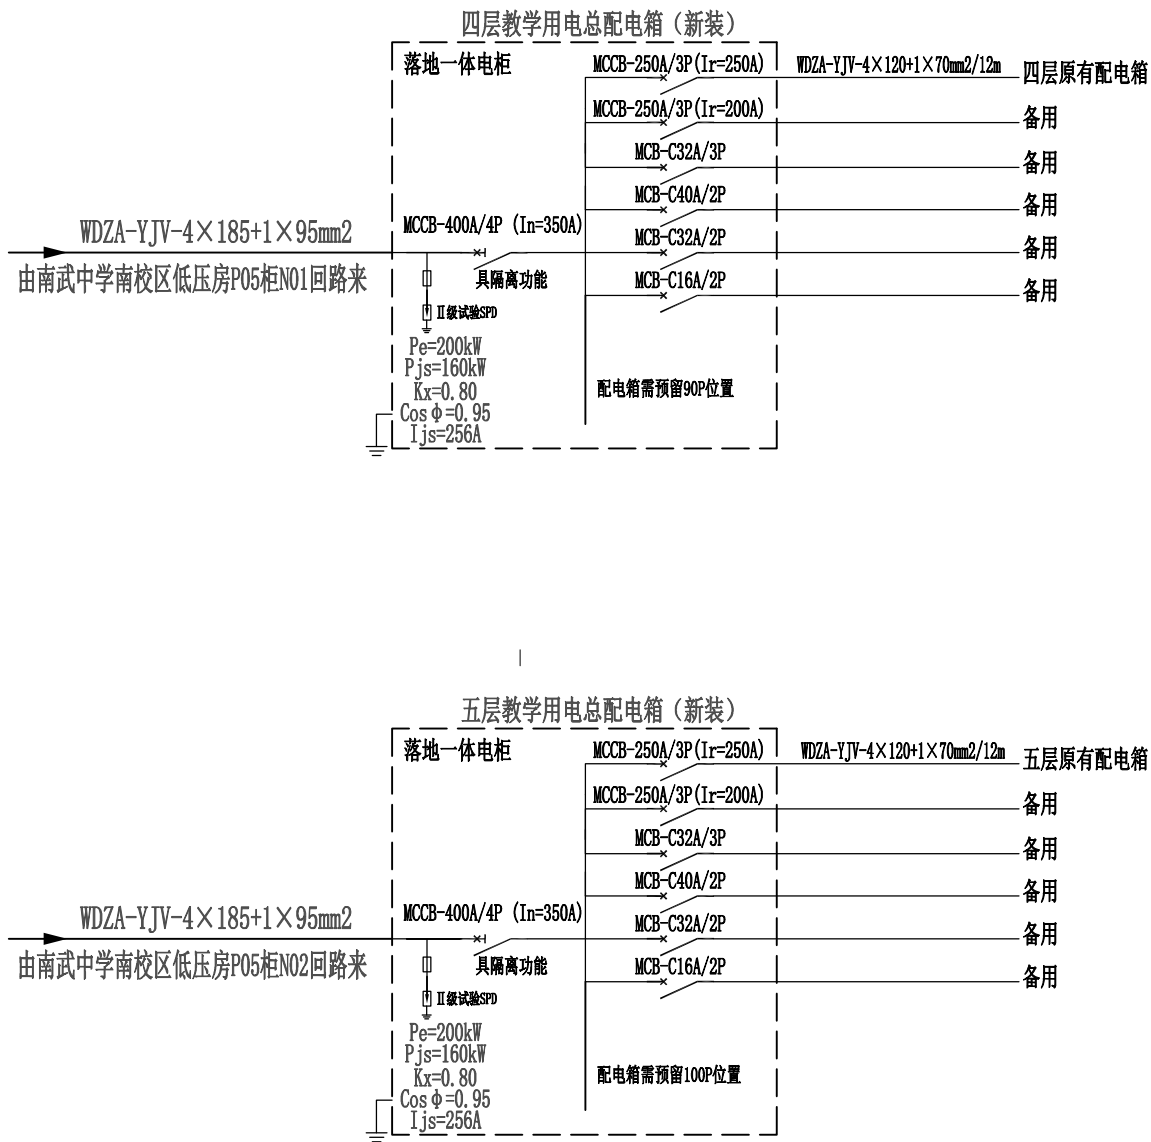 四层教学用电总配电箱（新装）
落地一体电柜
MCCB-250A/3P(Ir=250A)
WDZA-YJV-4×120+1×70mm2/12m
四层原有配电箱
MCCB-250A/3P(Ir=200A)
备用
MCB-C32A/3P
备用
MCB-C40A/2P
备用
WDZA-YJV-4×185+1×95mm2
MCCB-400A/4P (In=350A)
MCB-C32A/2P
备用
由南武中学南校区低压房P05柜N01回路来
具隔离功能
MCB-C16A/2P
备用
Ⅱ级试验SPD
Pe=200kW
Pjs=160kW
Kx=0.80
配电箱需预留90P位置
Cosφ=0.95
Ijs=256A
五层教学用电总配电箱（新装）
落地一体电柜
MCCB-250A/3P(Ir=250A)
WDZA-YJV-4×120+1×70mm2/12m
五层原有配电箱
MCCB-250A/3P(Ir=200A)
备用
MCB-C32A/3P
备用
MCB-C40A/2P
备用
WDZA-YJV-4×185+1×95mm2
MCCB-400A/4P (In=350A)
MCB-C32A/2P
备用
由南武中学南校区低压房P05柜N02回路来
具隔离功能
MCB-C16A/2P
备用
Ⅱ级试验SPD
Pe=200kW
Pjs=160kW
Kx=0.80
配电箱需预留100P位置
Cosφ=0.95
Ijs=256A